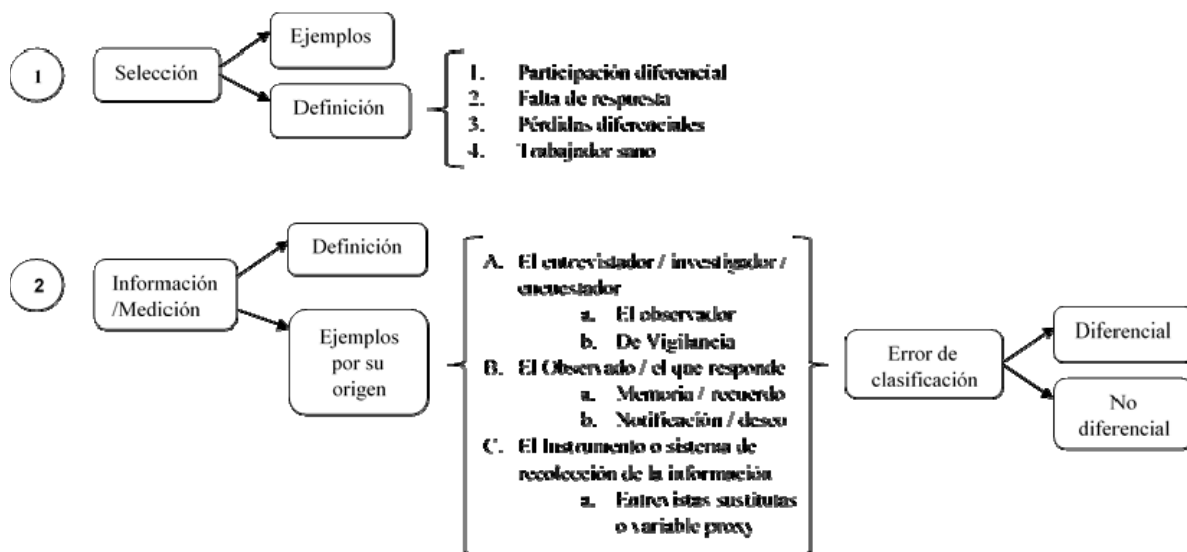 1
Selección
Ejemplos
Definición
1. Participación diferencial
2. Falta de respuesta
3. Pérdidas diferenciales
4. Trabajador sano
2
Información
/Medición
Definición
Ejemplos
por su
origen
A. El entrevistador / investigador /
encuestador
a. El observador
b. De Vigilancia
B. El Observado / el que responde
a. Memoria / recuerdo
b. Notificación / deseo
C. El Instrumento o sistema de
recolección de la información
a. Entrevistas sustitutas
o variable proxy
Error de
clasificación
Diferencial
No
diferencial